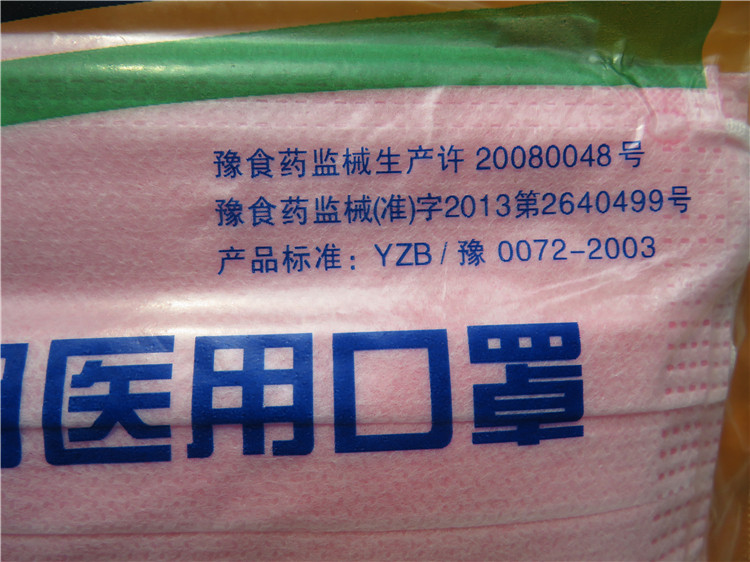 豫食药监械生产许 20080048 号
豫食药监械(准)字2013第2640499号
产品标准：YZB / 豫 0072-2003
医用口罩